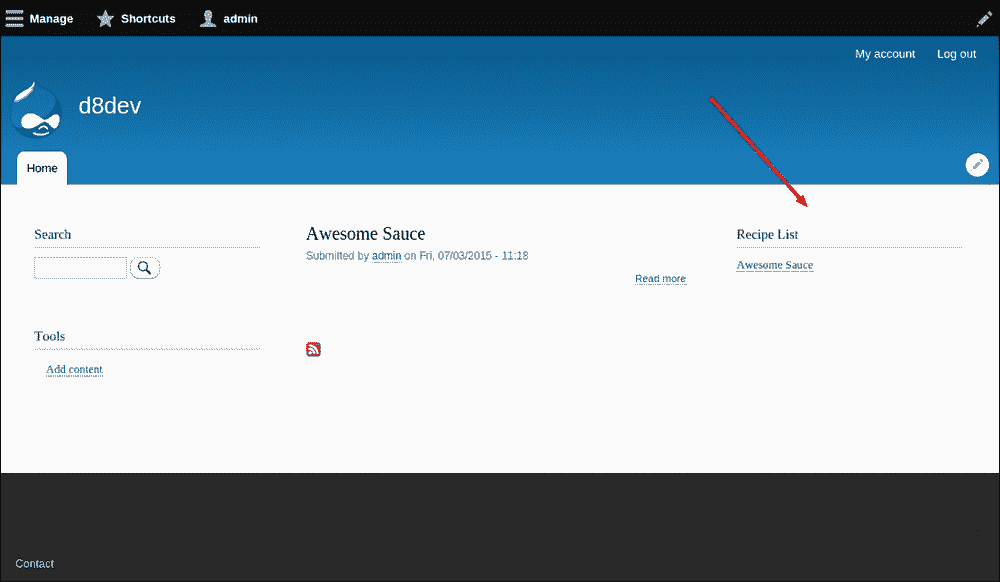 Manage Shortcuts admin
My account Log out
d8dev
Home
Search
Tools
Add content
Awesome Sauce
Submitted by admin on Fri, 07/03/2015 - 11:18
Read more
Recipe List
Awesome Sauce
Contact